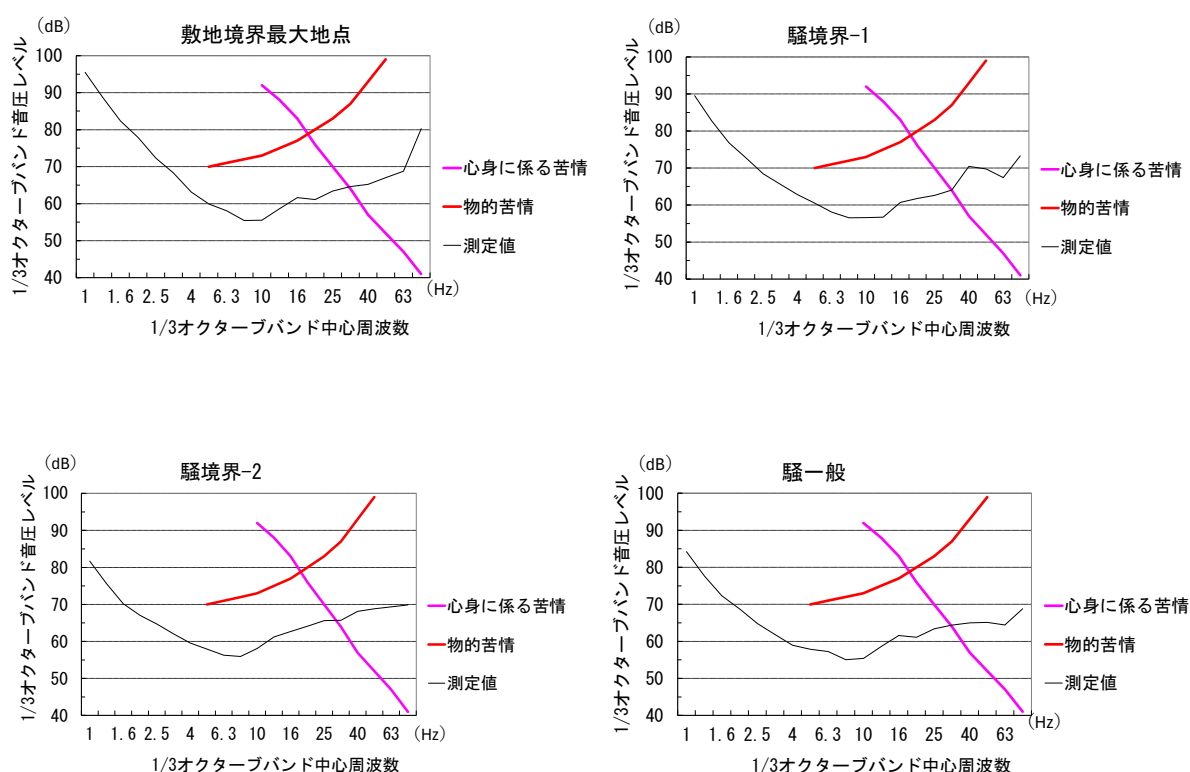 (dB)
敷地境界最大地点
1/3オクターブバンド音圧レベル
100
90
80
70
60
50
40
1 1.6 2.5 4 6.3 10 16 25 40 63 (Hz)
1/3オクターブバンド中心周波数
心身に係る苦情
物的苦情
測定値
(dB)
騒境界-1
1/3オクターブバンド音圧レベル
100
90
80
70
60
50
40
1 1.6 2.5 4 6.3 10 16 25 40 63 (Hz)
1/3オクターブバンド中心周波数
心身に係る苦情
物的苦情
測定値
(dB)
騒境界-2
1/3オクターブバンド音圧レベル
100
90
80
70
60
50
40
1 1.6 2.5 4 6.3 10 16 25 40 63 (Hz)
1/3オクターブバンド中心周波数
心身に係る苦情
物的苦情
測定値
(dB)
騒一般
1/3オクターブバンド音圧レベル
100
90
80
70
60
50
40
1 1.6 2.5 4 6.3 10 16 25 40 63 (Hz)
1/3オクターブバンド中心周波数
心身に係る苦情
物的苦情
測定値